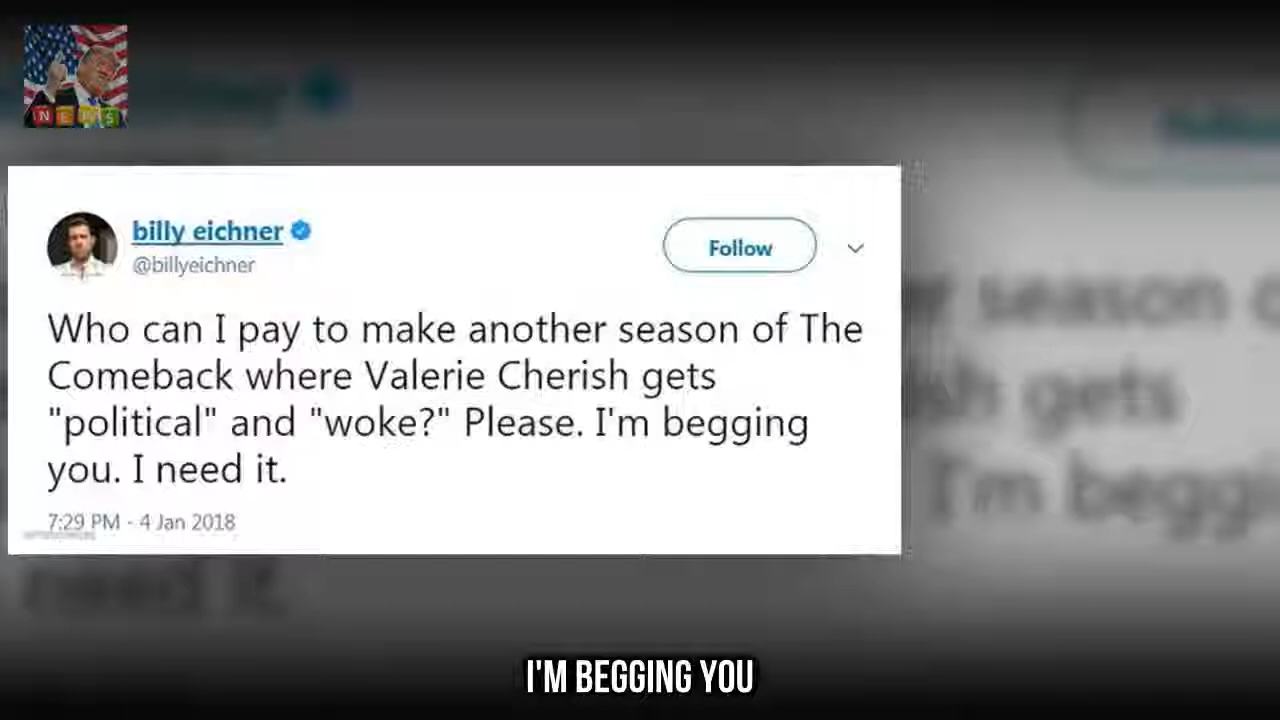 NEWS
billy eichner
@billyeichner
Follow
Who can I pay to make another season of The
Comeback where Valerie Cherish gets
"political" and "woke?" Please. I'm begging
you. I need it.
7:29 PM - 4 Jan 2018
I'M BEGGING YOU